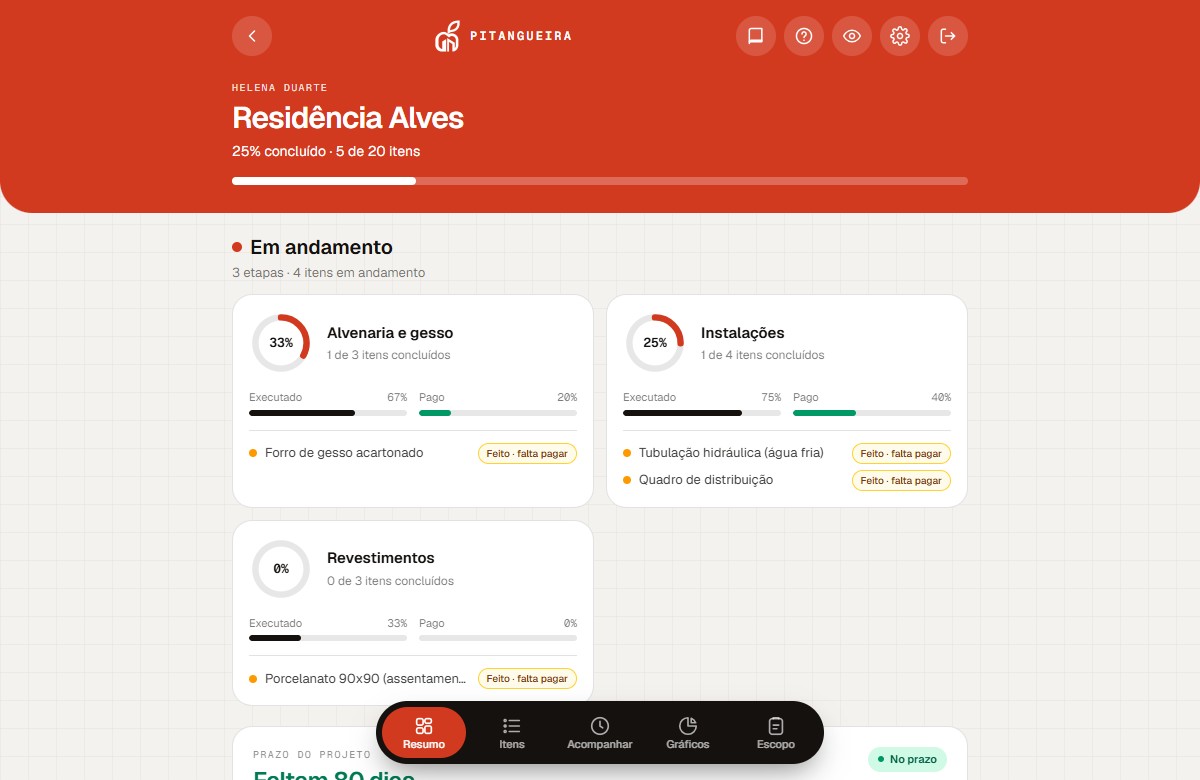 PITANGUEIRA
HELENA DUARTE
Residência Alves
25% concluído · 5 de 20 itens
Em andamento
3 etapas · 4 itens em andamento
33%
Alvenaria e gesso
1 de 3 itens concluídos
Executado 67% Pago 20%
Forro de gesso acartonado Feito · falta pagar
25%
Instalações
1 de 4 itens concluídos
Executado 75% Pago 40%
Tubulação hidráulica (água fria) Feito · falta pagar
Quadro de distribuição Feito · falta pagar
0%
Revestimentos
0 de 3 itens concluídos
Executado 33% Pago 0%
Porcelanato 90x90 (assentamen... Feito · falta pagar
PRAZO DO PROJETO
Faltam 80 dias
No prazo
Resumo Itens Acompanhar Gráficos Escopo